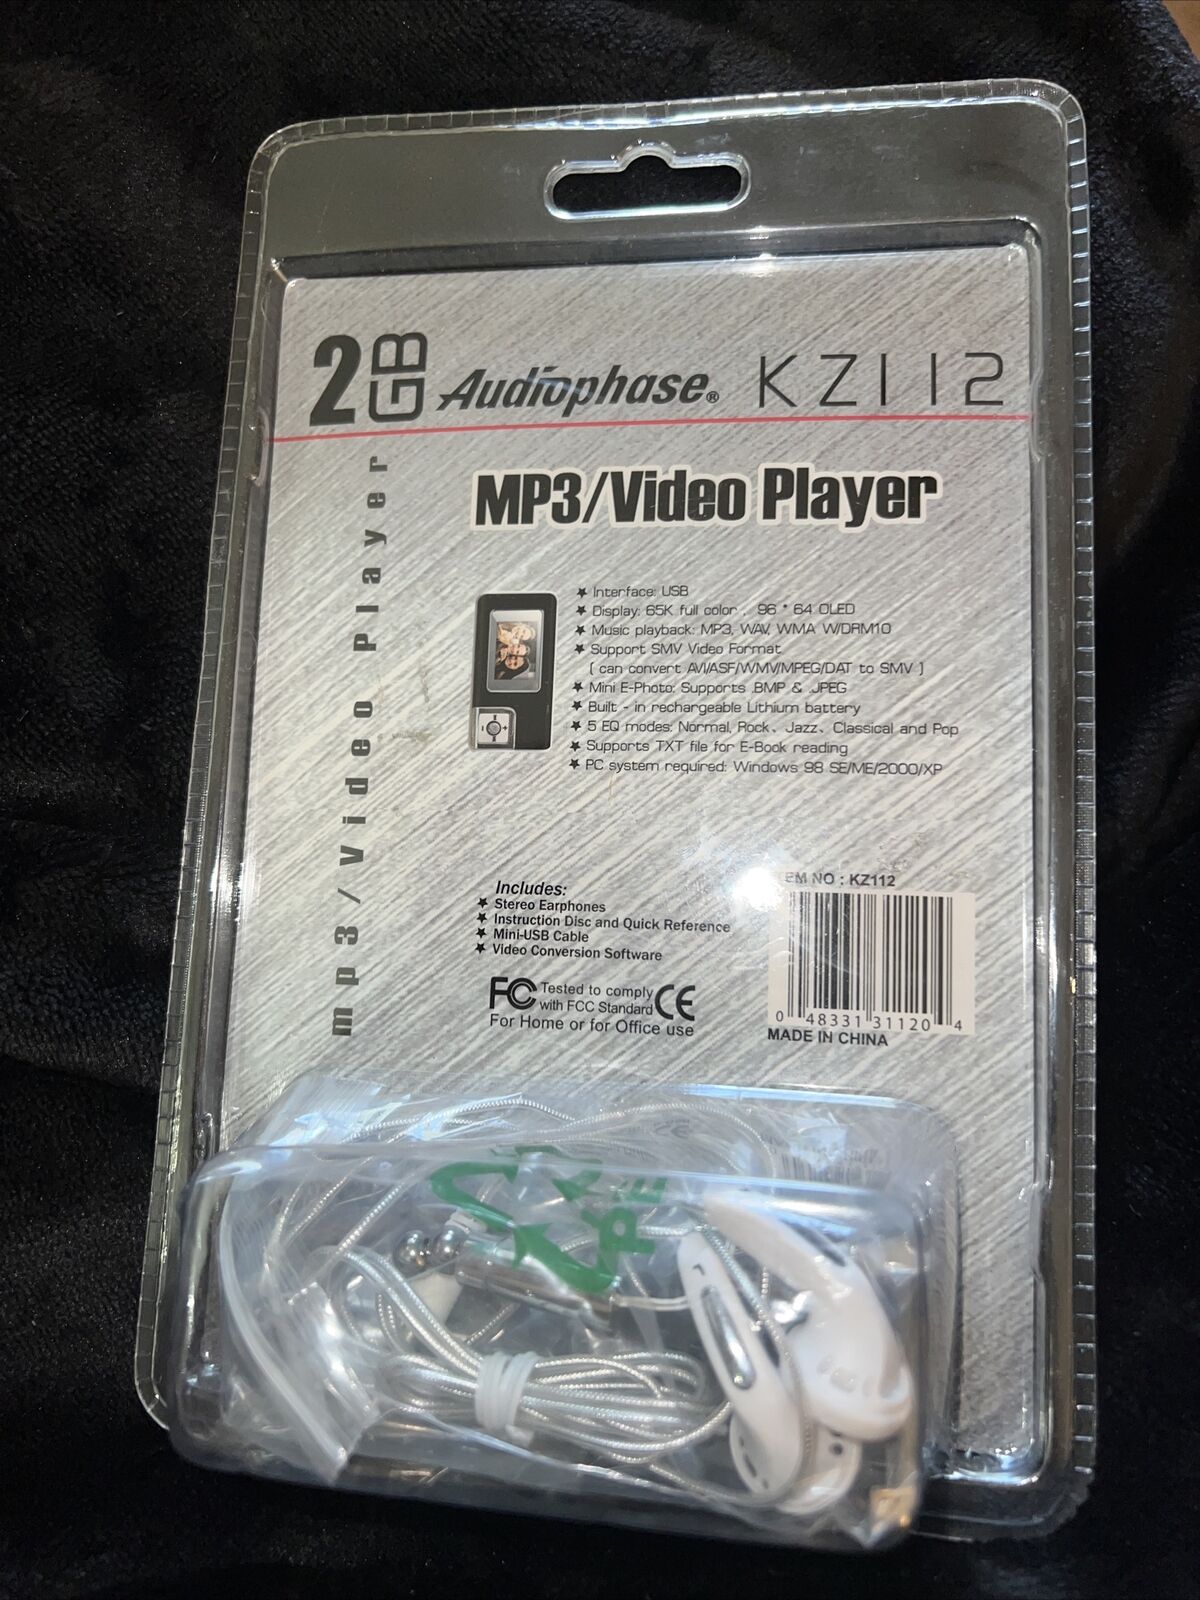 2 GB Audiophase® KZ112
mp3/Video Player
MP3/Video Player
★ Interface: USB
★ Display: 65K full color , 96 * 64 OLED
★ Music playback: MP3, WAV, WMA W/DRM10
★ Support SMV Video Format
( can convert AVI/ASF/WMV/MPEG/DAT to SMV )
★ Mini E-Photo: Supports .BMP & .JPEG
★ Built - in rechargeable Lithium battery
★ 5 EQ modes: Normal, Rock、Jazz、Classical and Pop
★ Supports TXT file for E-Book reading
★ PC system required: Windows 98 SE/ME/2000/XP
Includes:
★ Stereo Earphones
★ Instruction Disc and Quick Reference
★ Mini-USB Cable
★ Video Conversion Software
FC Tested to comply
with FCC Standard CE
For Home or for Office use
EM NO : KZ112
0 48331 31120 4
MADE IN CHINA